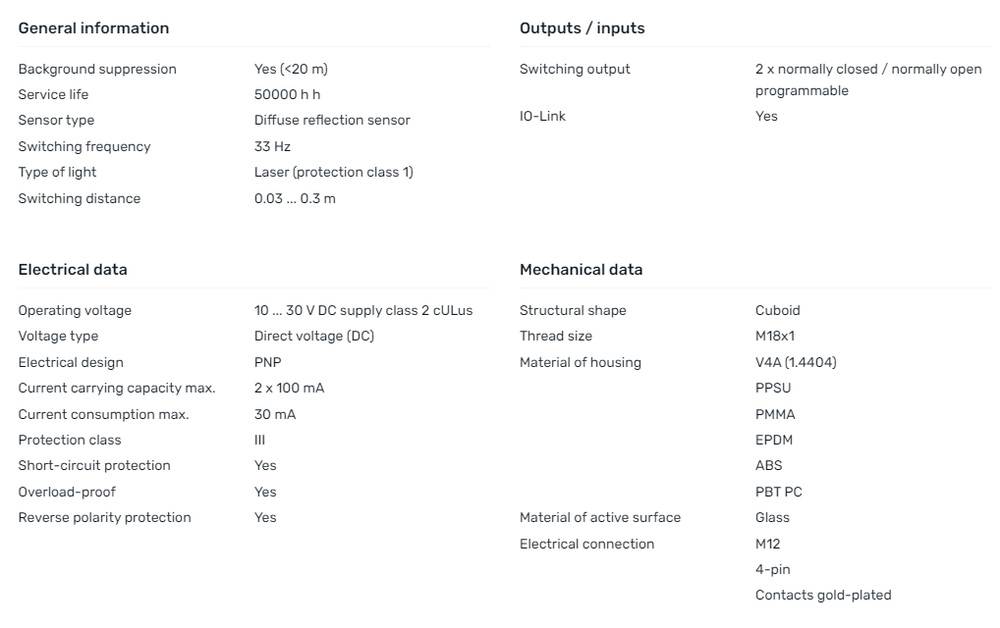 General information
Background suppression Yes (<20 m)
Service life 50000 h h
Sensor type Diffuse reflection sensor
Switching frequency 33 Hz
Type of light Laser (protection class 1)
Switching distance 0.03 ... 0.3 m
Outputs / inputs
Switching output 2 x normally closed / normally open
programmable
IO-Link Yes
Electrical data
Operating voltage 10 ... 30 V DC supply class 2 cULus
Voltage type Direct voltage (DC)
Electrical design PNP
Current carrying capacity max. 2 x 100 mA
Current consumption max. 30 mA
Protection class III
Short-circuit protection Yes
Overload-proof Yes
Reverse polarity protection Yes
Mechanical data
Structural shape Cuboid
Thread size M18x1
Material of housing V4A (1.4404)
PPSU
PMMA
EPDM
ABS
PBT PC
Material of active surface Glass
Electrical connection M12
4-pin
Contacts gold-plated